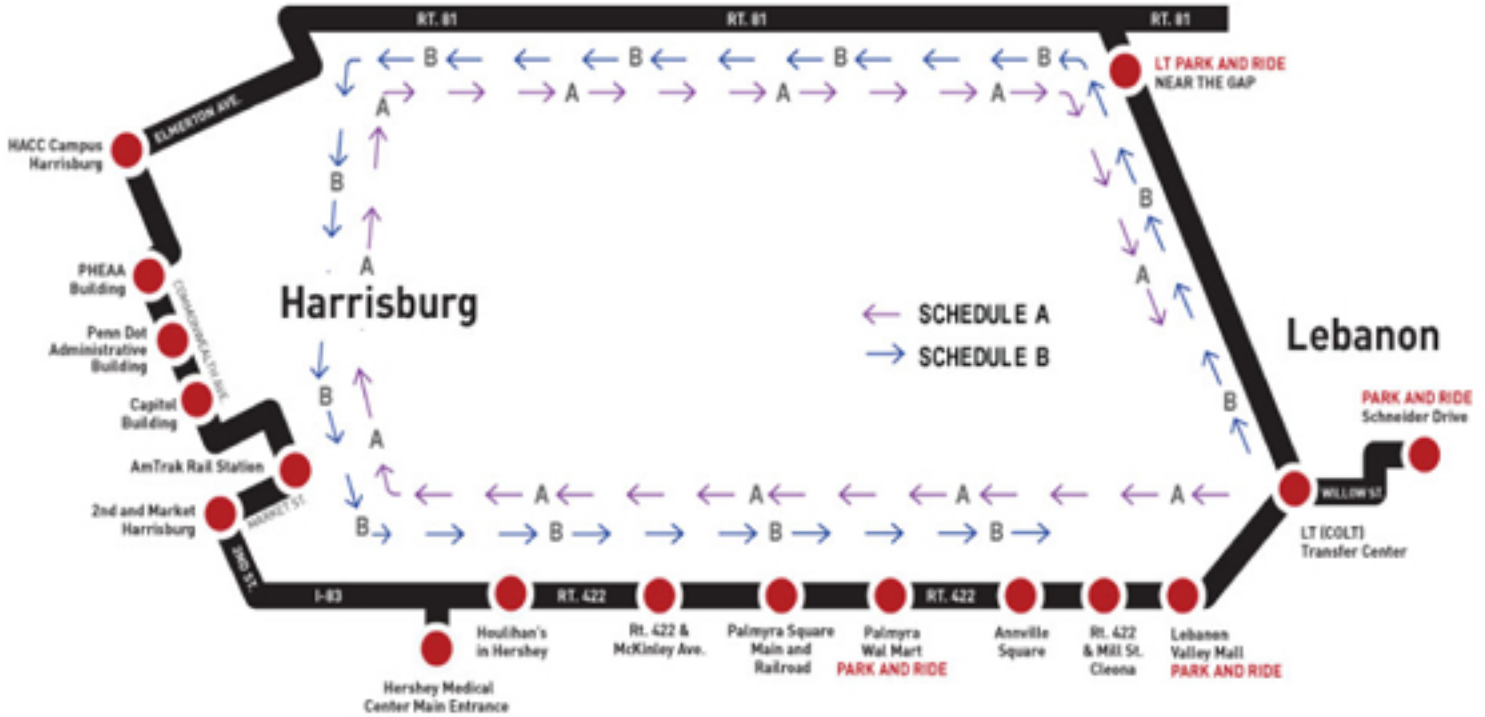 RT. 81
RT. 81
RT. 81
B
B
B
B
LT PARK AND RIDE
NEAR THE GAP
A
A
A
A
ELMERTON AVE.
HACC Campus
Harrisburg
B
B
A
A
PHEAA
Building
COMMONWEALTH AVE
Harrisburg
SCHEDULE A
SCHEDULE B
Lebanon
Penn Dot
Administrative
Building
Capitol
Building
B
B
A
PARK AND RIDE
Schneider Drive
AmTrak Rail Station
MARKET ST.
2nd and Market
Harrisburg
2ND ST.
A
A
A
A
WILLOW ST
B
B
B
B
LT (COLT)
Transfer Center
I-83
RT. 422
RT. 422
Houlihan's
in Hershey
Rt. 422 &
McKinley Ave.
Palmyra Square
Main and
Railroad
Palmyra
Wal Mart
PARK AND RIDE
Annville
Square
Rt. 422
& Mill St.
Cleona
Lebanon
Valley Mall
PARK AND RIDE
Hershey Medical
Center Main Entrance